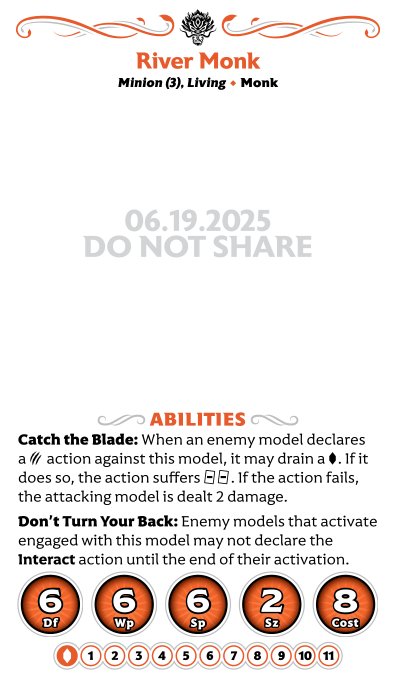 River Monk
Minion (3), Living • Monk
06.19.2025
DO NOT SHARE
ABILITIES
Catch the Blade: When an enemy model declares
a action against this model, it may drain a . If it
does so, the action suffers . If the action fails,
the attacking model is dealt 2 damage.
Don't Turn Your Back: Enemy models that activate
engaged with this model may not declare the
Interact action until the end of their activation.
6 6 6 2 8
Df Wp Sp Sz Cost
1 2 3 4 5 6 7 8 9 10 11